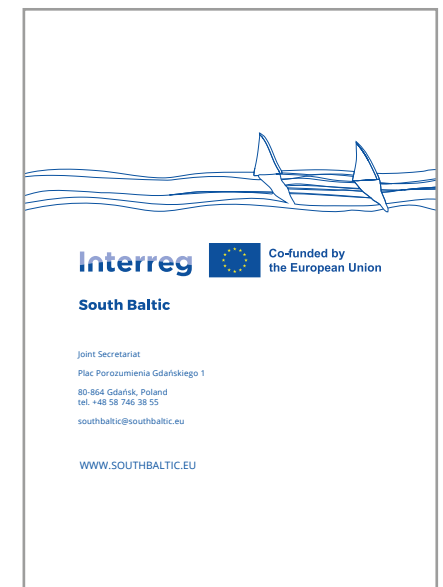 Interreg
Co-funded by
the European Union
South Baltic
Joint Secretariat
Plac Porozumienia Gdańskiego 1
80-864 Gdańsk, Poland
tel. +48 58 746 38 55
southbaltic@southbaltic.eu
WWW.SOUTHBALTIC.EU